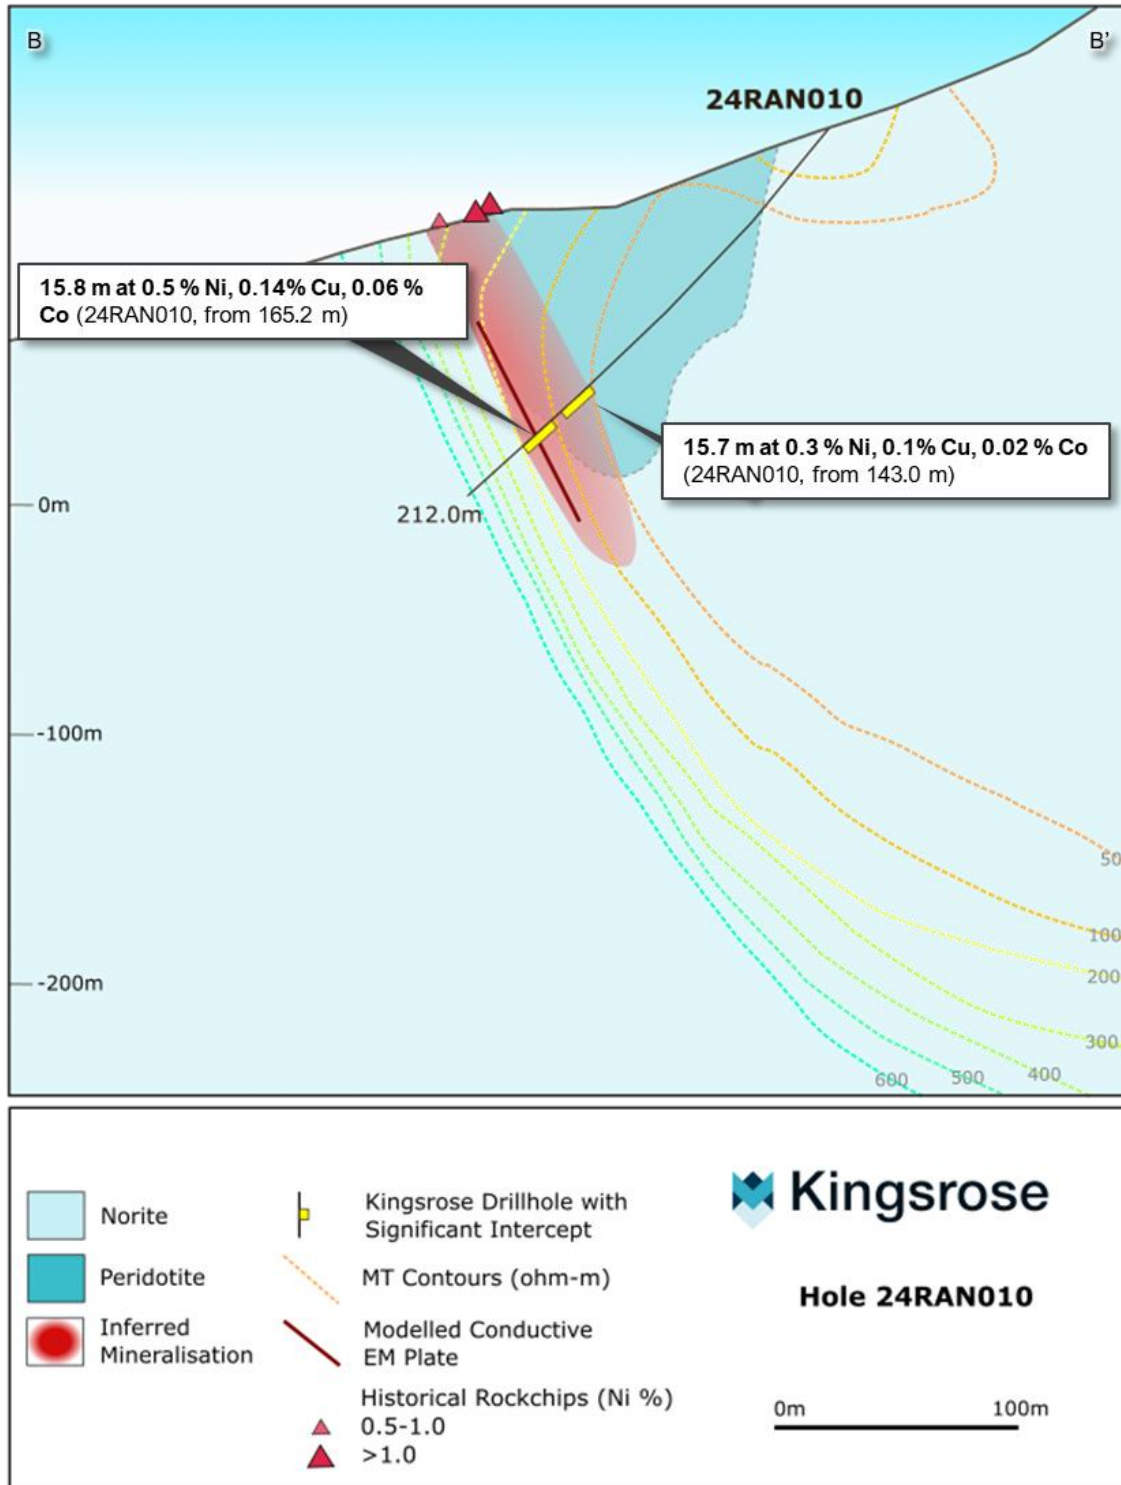 B
B'
24RAN010
15.8 m at 0.5 % Ni, 0.14% Cu, 0.06 %
Co (24RAN010, from 165.2 m)
15.7 m at 0.3 % Ni, 0.1% Cu, 0.02 % Co
(24RAN010, from 143.0 m)
0m
212.0m
-100m
-200m
50
100
200
300
400
500
600
Norite
Peridotite
Inferred
Mineralisation
Kingsrose Drillhole with
Significant Intercept
MT Contours (ohm-m)
Modelled Conductive
EM Plate
Historical Rockchips (Ni %)
0.5-1.0
>1.0
Kingsrose
Hole 24RAN010
0m
100m